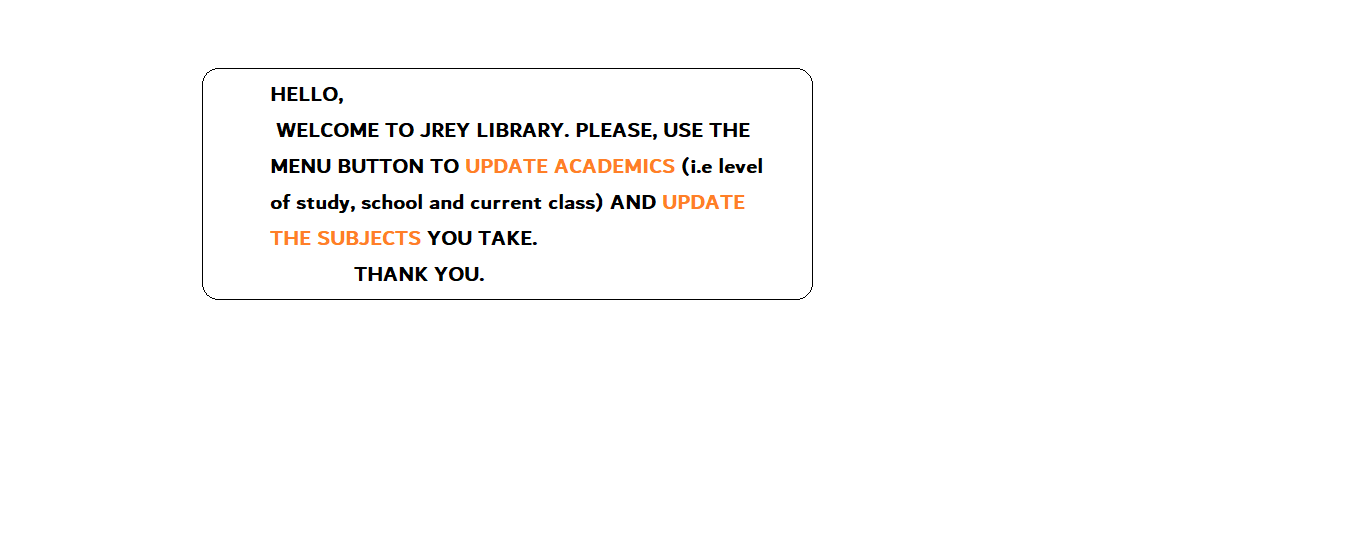 HELLO,
WELCOME TO JREY LIBRARY. PLEASE, USE THE
MENU BUTTON TO UPDATE ACADEMICS (i.e level
of study, school and current class) AND UPDATE
THE SUBJECTS YOU TAKE.
THANK YOU.